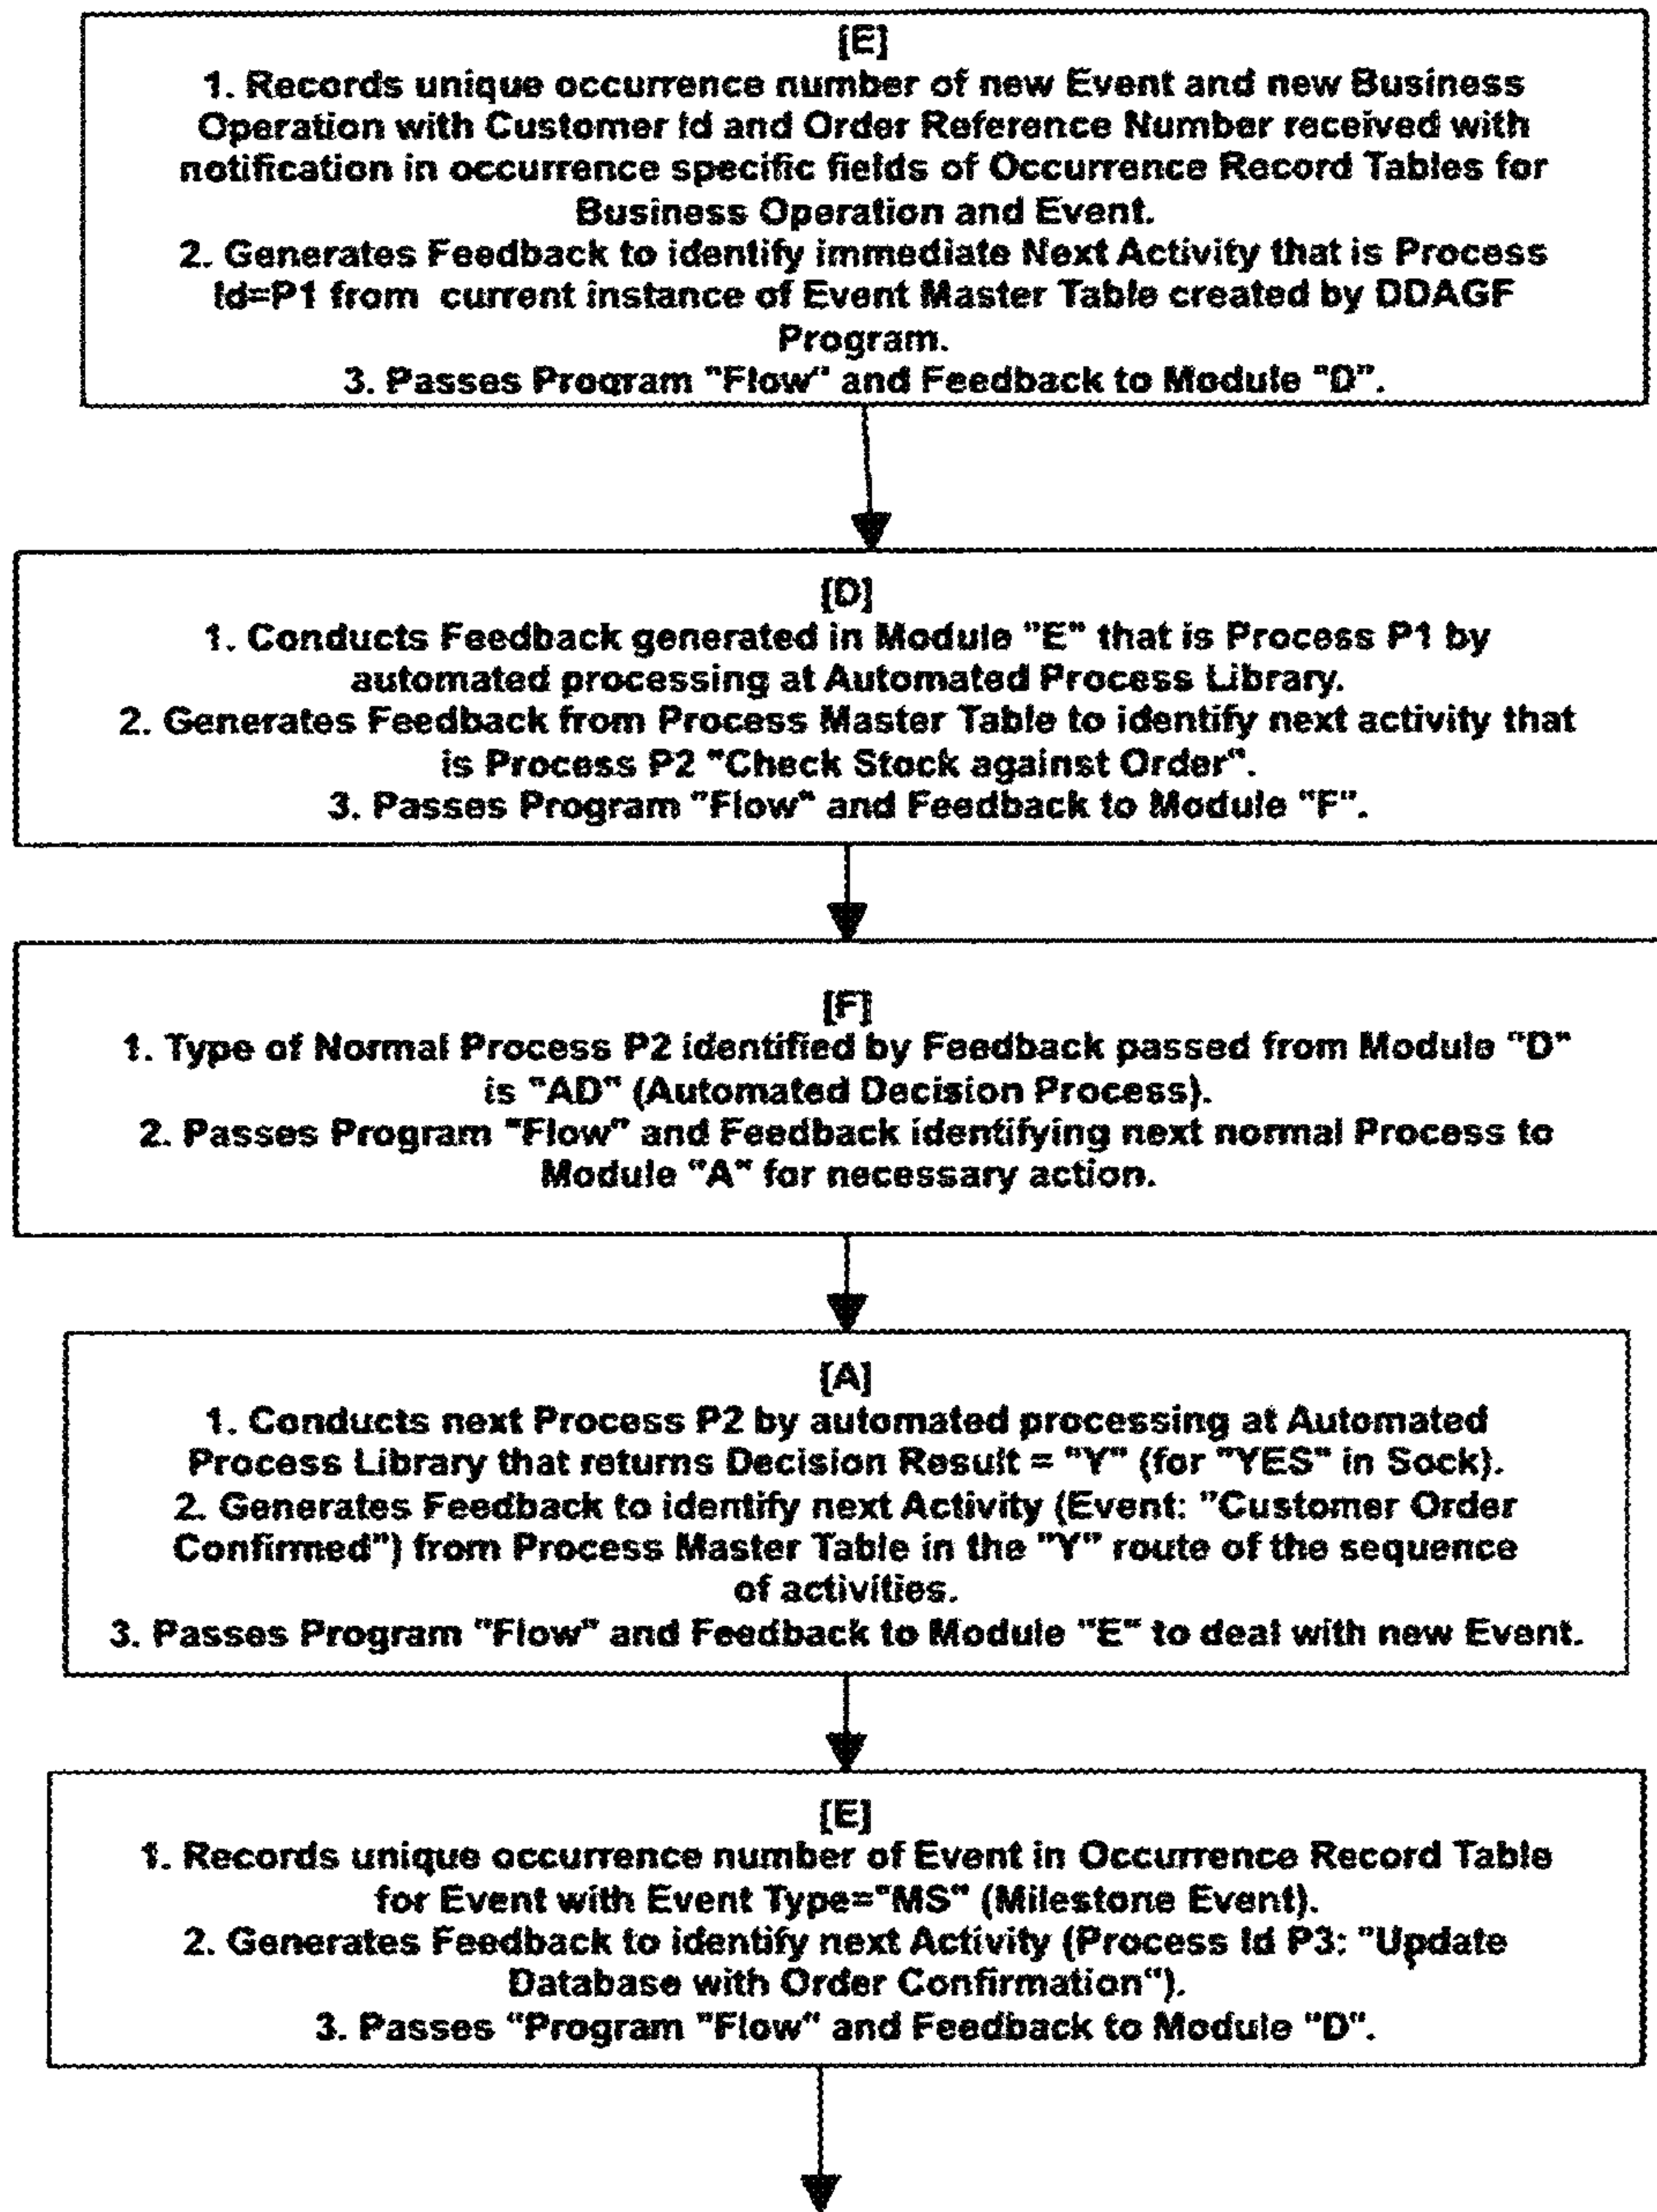 [E]
1. Records unique occurrence number of new Event and new Business
Operation with Customer Id and Order Reference Number received with
notification in occurrence specific fields of Occurrence Record Tables for
Business Operation and Event.
2. Generates Feedback to identify immediate Next Activity that is Process
Id=P1 from current instance of Event Master Table created by DDAGF
Program.
3. Passes Program "Flow" and Feedback to Module "D".
[D]
1. Conducts Feedback generated in Module "E" that is Process P1 by
automated processing at Automated Process Library.
2. Generates Feedback from Process Master Table to identify next activity that
is Process P2 "Check Stock against Order".
3. Passes Program "Flow" and Feedback to Module "F".
[F]
1. Type of Normal Process P2 identified by Feedback passed from Module "D"
is "AD" (Automated Decision Process).
2. Passes Program "Flow" and Feedback identifying next normal Process to
Module "A" for necessary action.
[A]
1. Conducts next Process P2 by automated processing at Automated
Process Library that returns Decision Result = "Y" (for "YES" in Sock).
2. Generates Feedback to identify next Activity (Event: "Customer Order
Confirmed") from Process Master Table in the "Y" route of the sequence
of activities.
3. Passes Program "Flow" and Feedback to Module "E" to deal with new Event.
[E]
1. Records unique occurrence number of Event in Occurrence Record Table
for Event with Event Type="MS" (Milestone Event).
2. Generates Feedback to identify next Activity (Process Id P3: "Update
Database with Order Confirmation").
3. Passes "Program "Flow" and Feedback to Module "D".